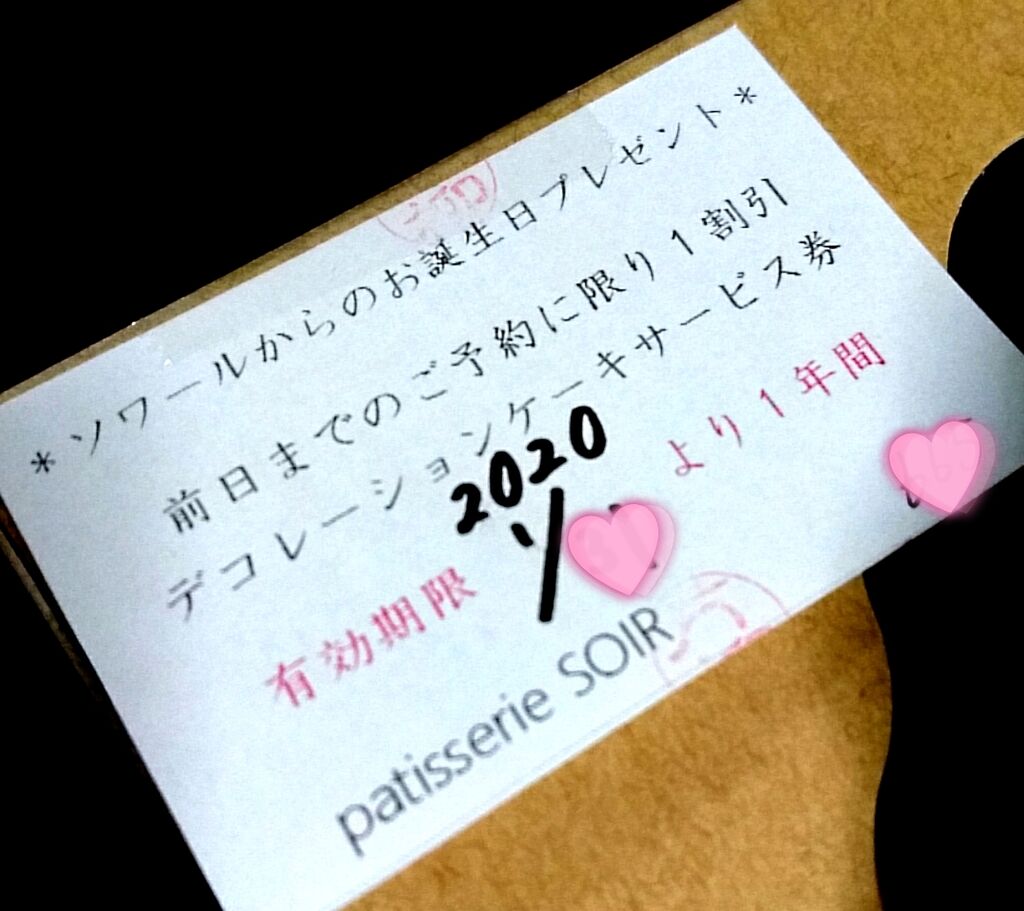 ＊ソワールからのお誕生日プレゼント＊
前日までのご予約に限り１割引
デコレーションケーキサービス券
有効期限 2020 1/ より１年間
patisserie SOIR